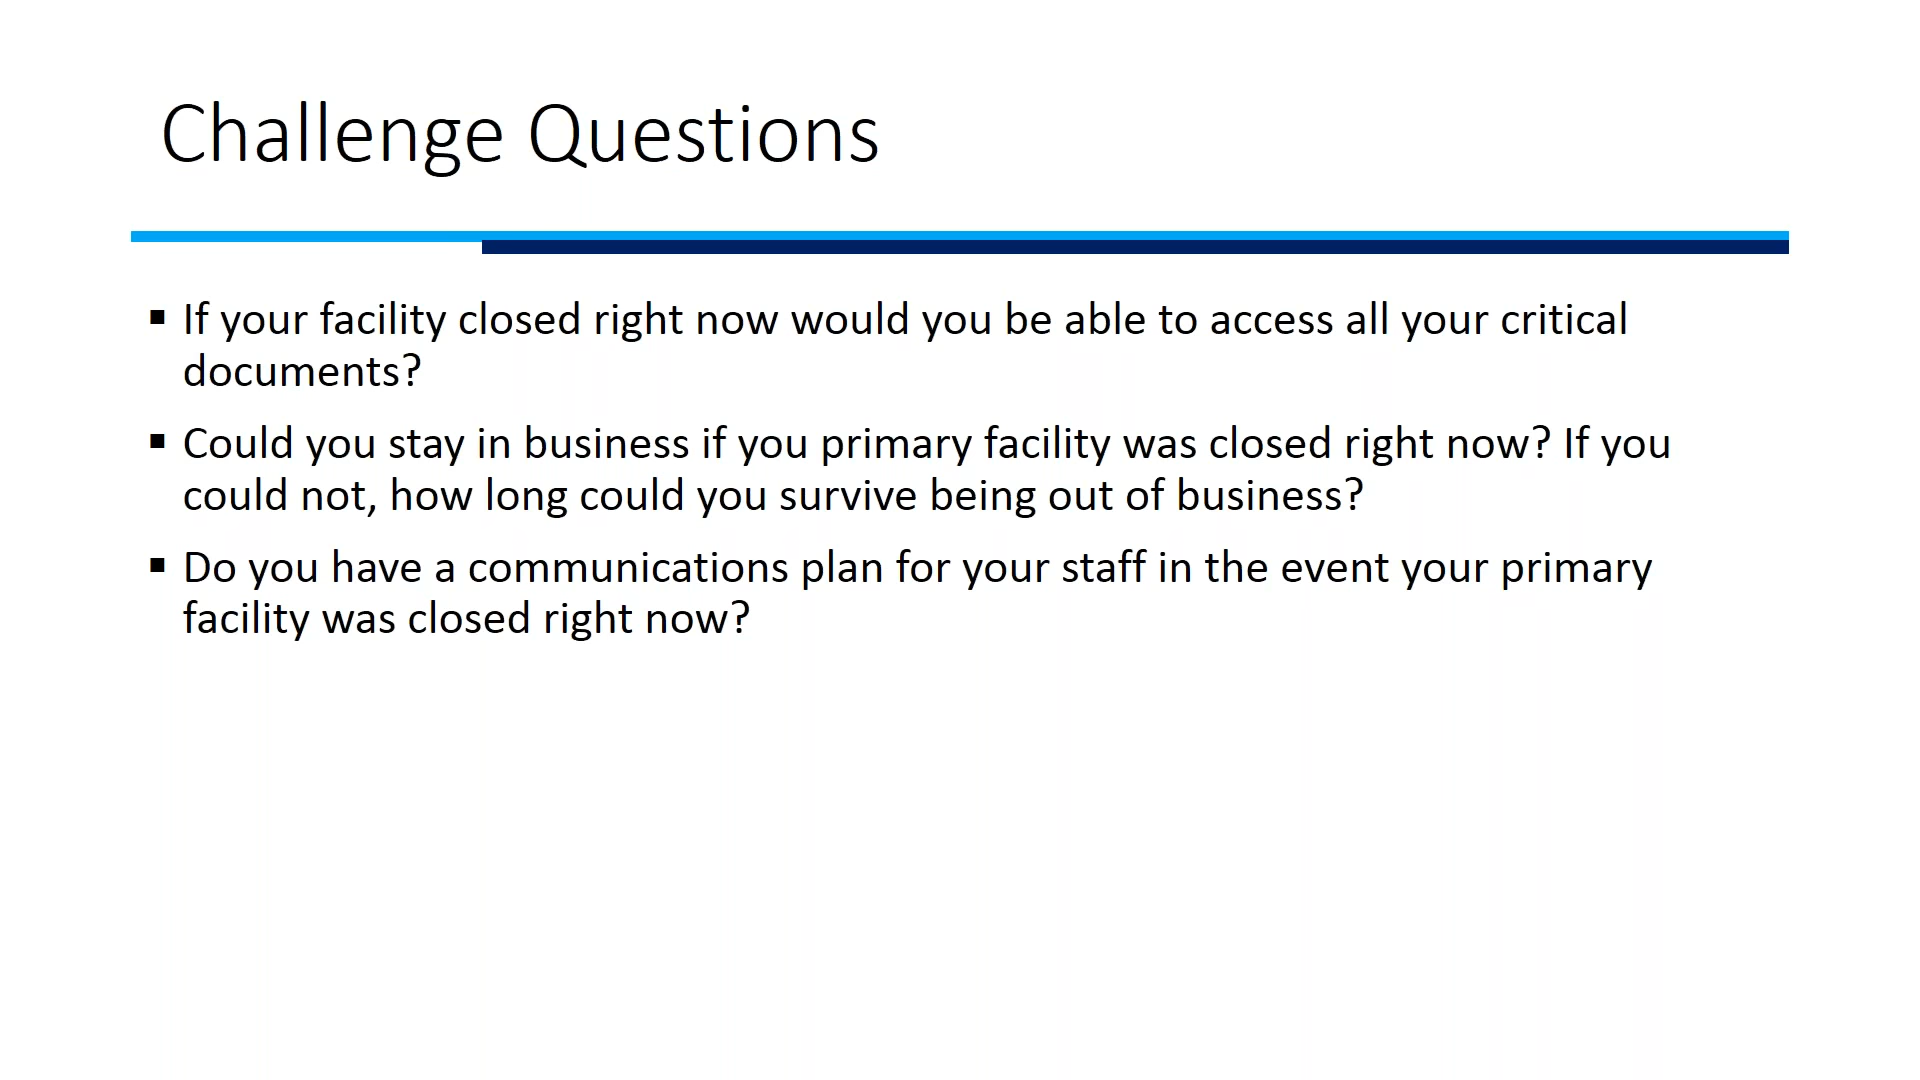 Challenge Questions
▪ If your facility closed right now would you be able to access all your critical
documents?
▪ Could you stay in business if you primary facility was closed right now? If you
could not, how long could you survive being out of business?
▪ Do you have a communications plan for your staff in the event your primary
facility was closed right now?